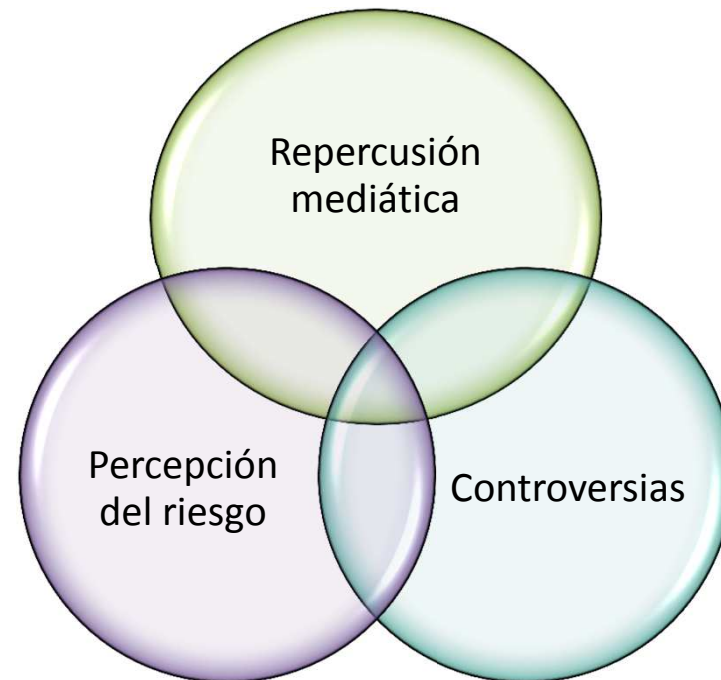 Repercusión
mediática
Percepción
del riesgo
Controversias